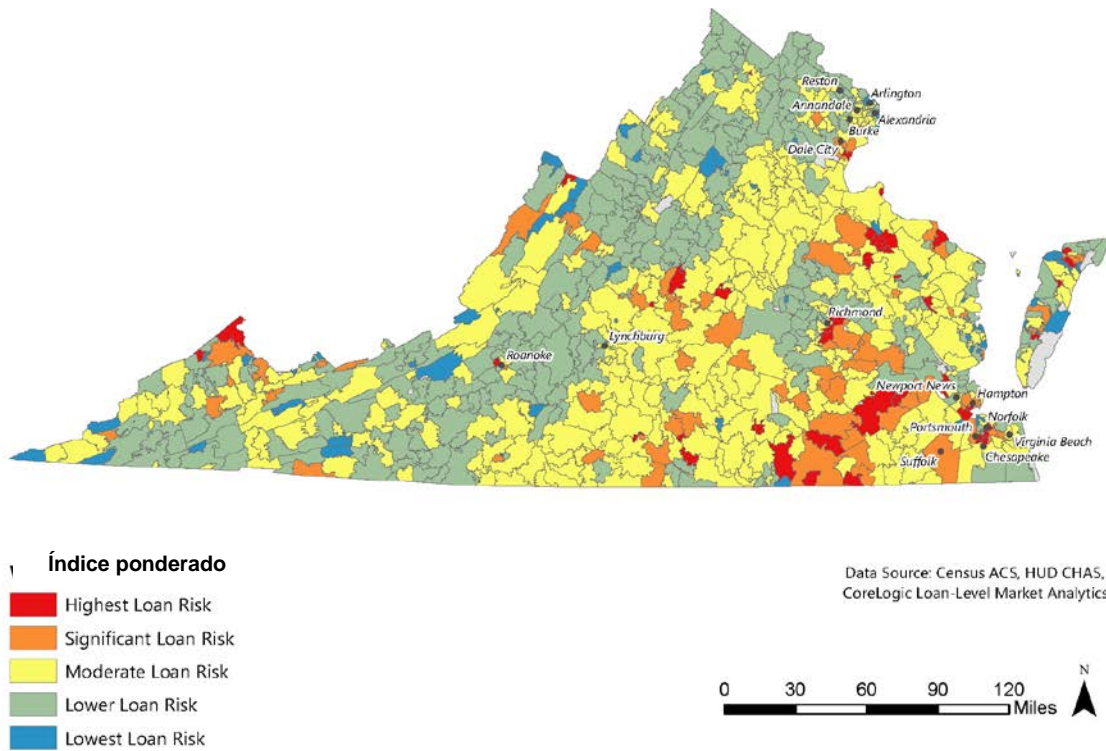 Reston
Arlington
Annandale
Alexandria
Burke
Dale City
Richmond
Lynchburg
Roanoke
Newport News
Hampton
Norfolk
Portsmouth
Virginia Beach
Suffolk
Chesapeake
Índice ponderado
Highest Loan Risk
Significant Loan Risk
Moderate Loan Risk
Lower Loan Risk
Lowest Loan Risk
Data Source: Census ACS, HUD CHAS,
CoreLogic Loan-Level Market Analytics
N
0 30 60 90 120
Miles